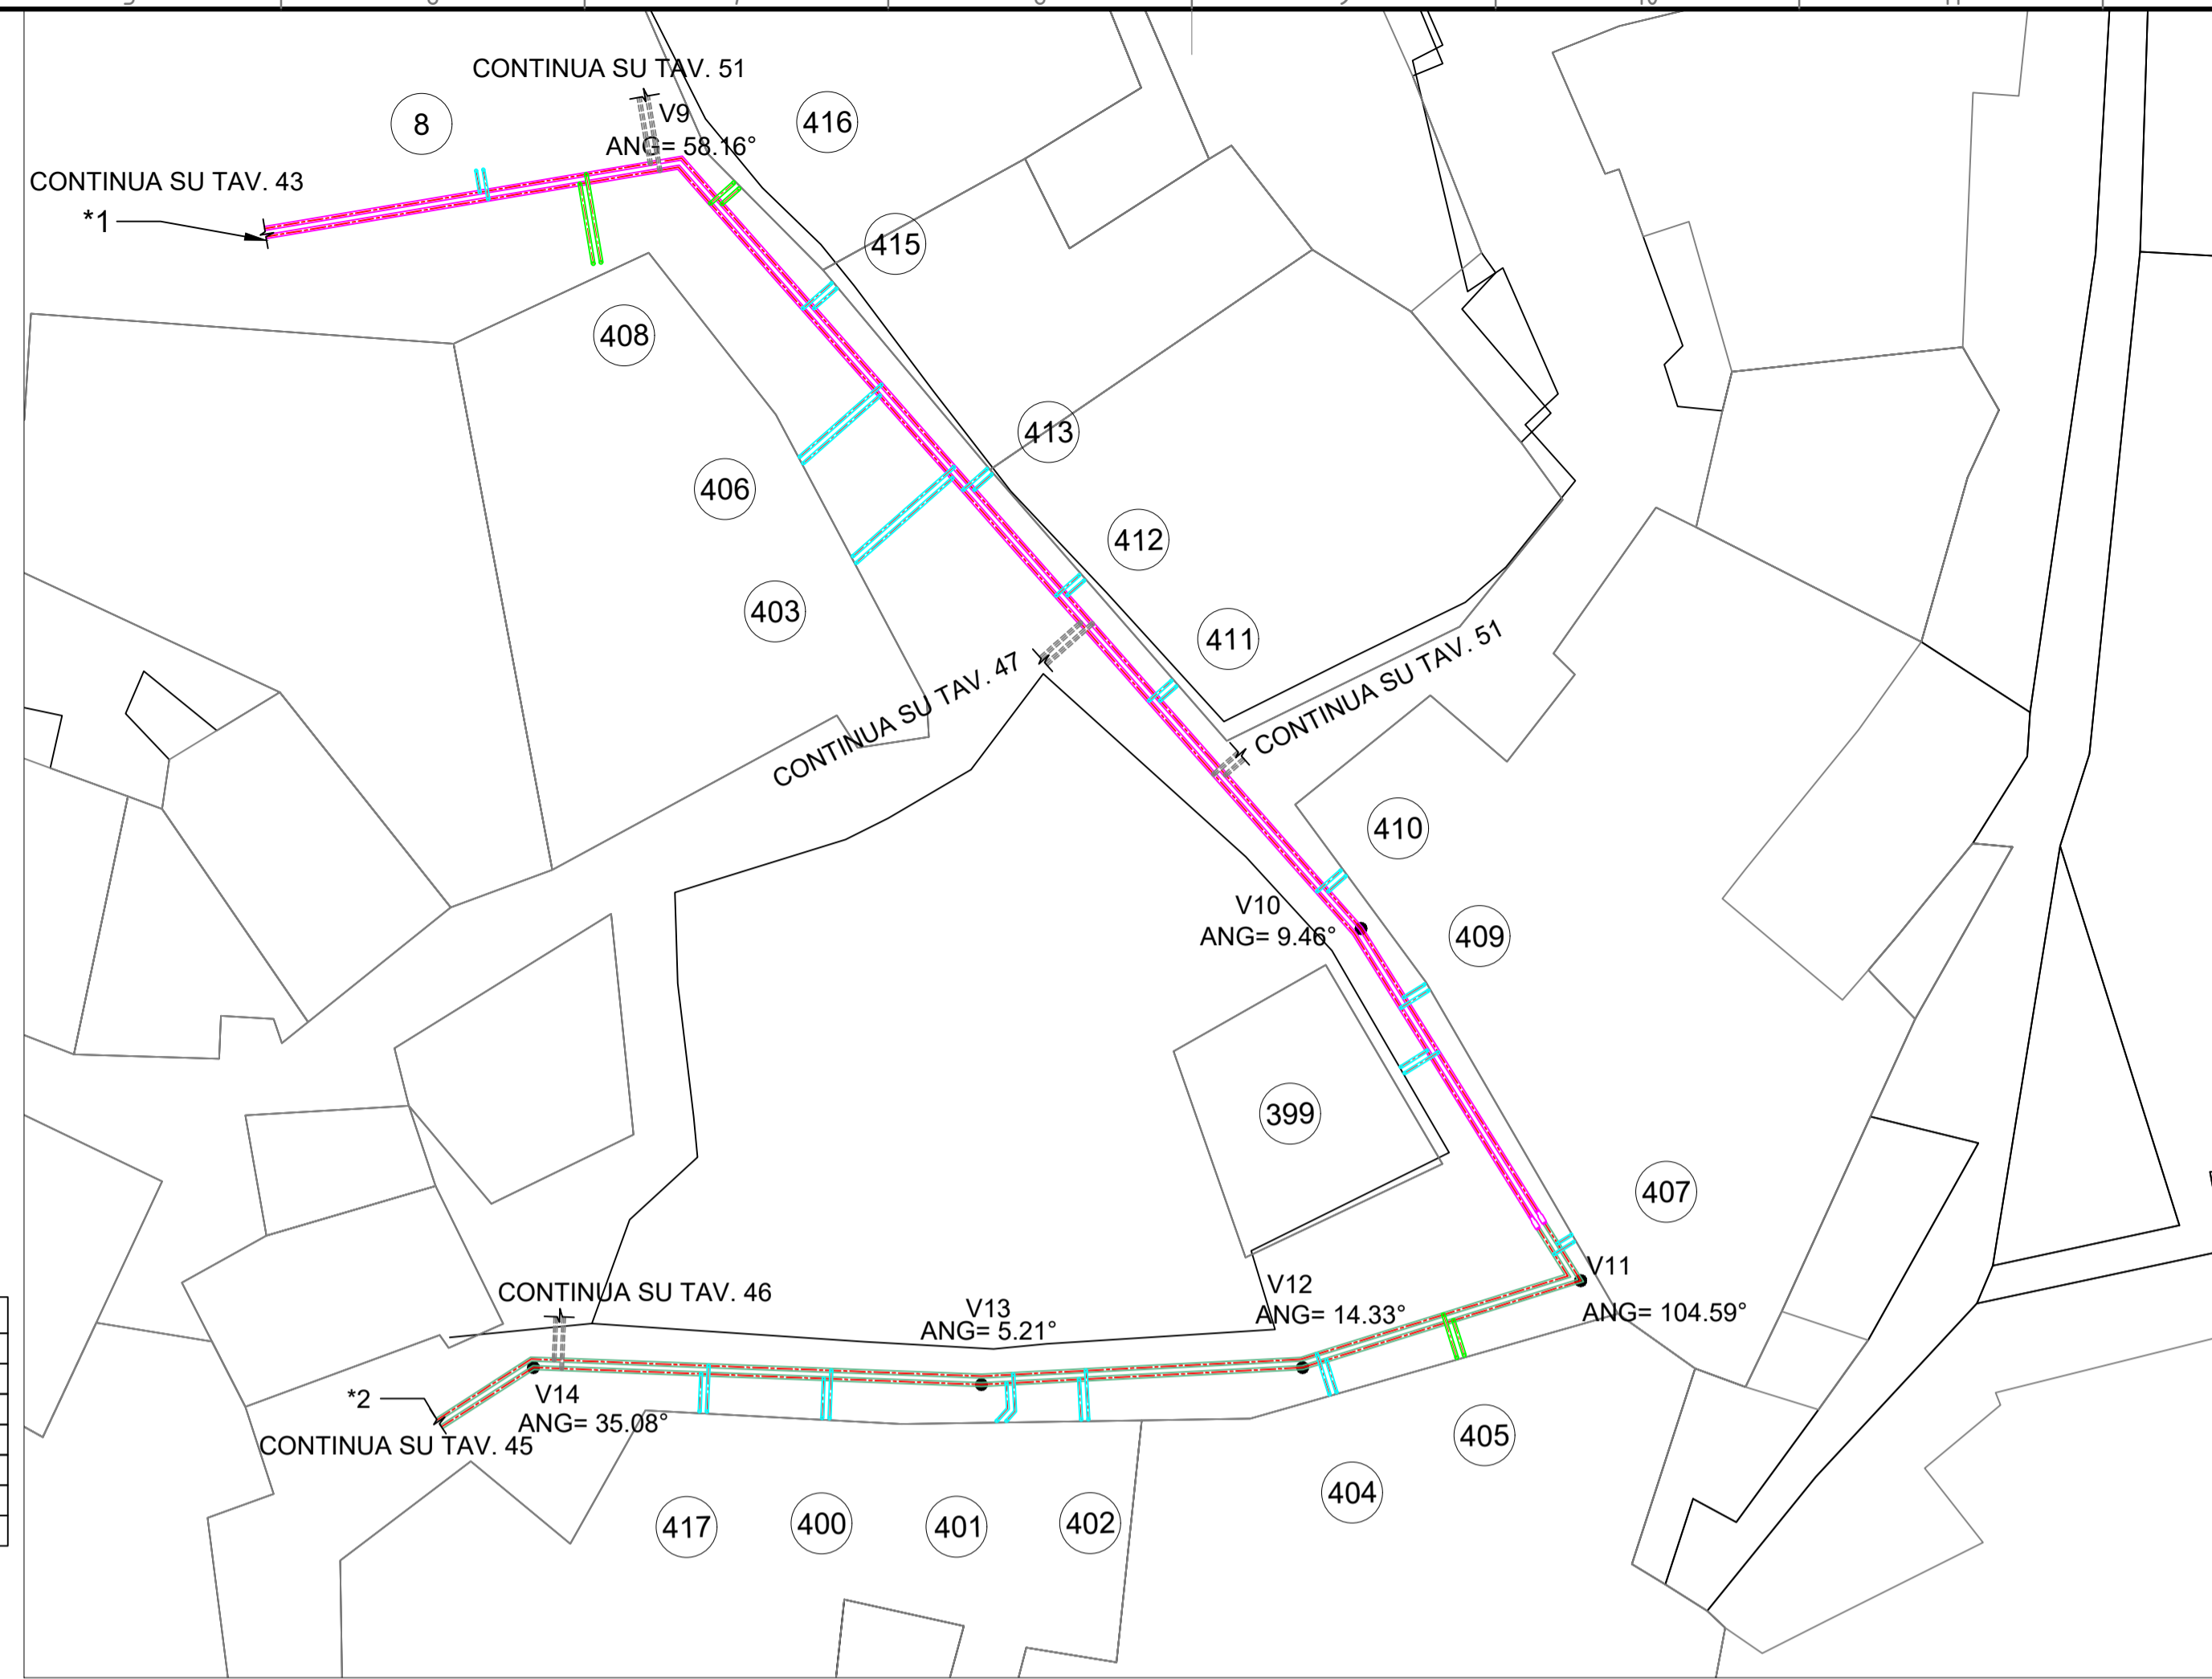 CONTINUA SU TAV. 51
8
V9
416
ANG= 58.16°
CONTINUA SU TAV. 43
*1
415
408
413
406
412
403
411
CONTINUA SU TAV. 47
CONTINUA SU TAV. 51
410
V10
ANG= 9.46°
409
399
407
V11
CONTINUA SU TAV. 46
V12
ANG= 14.33°
ANG= 104.59°
V13
ANG= 5.21°
*2
V14
ANG= 35.08°
CONTINUA SU TAV. 45
405
404
417
400
401
402